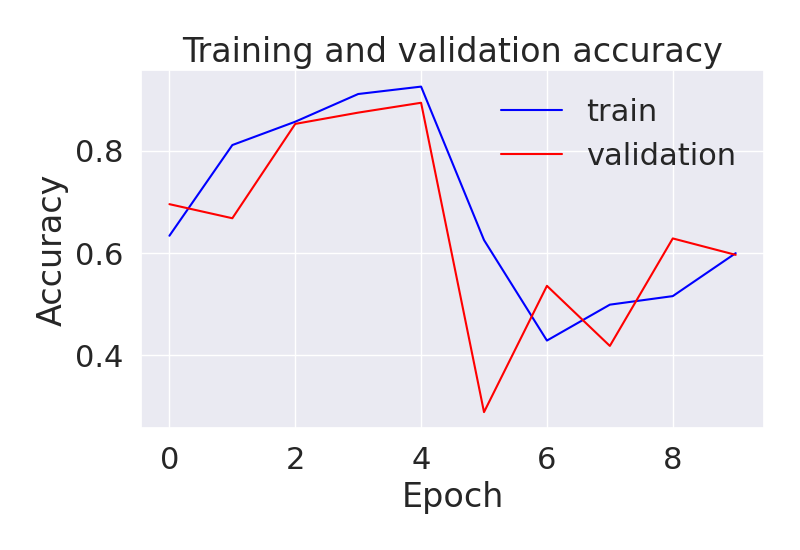 Training and validation accuracy
train
validation
0.8
0.6
0.4
Accuracy
0 2 4 6 8
Epoch